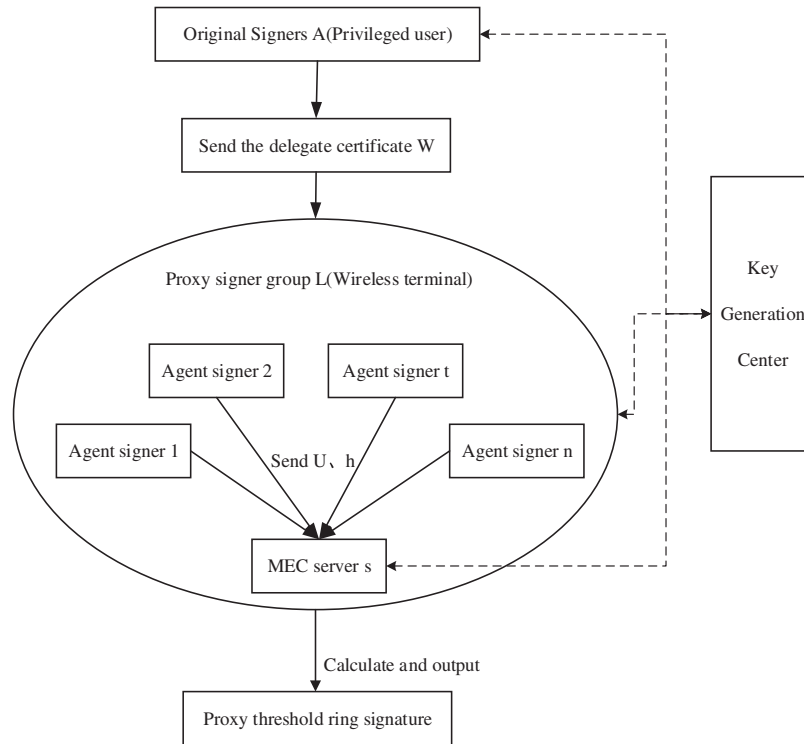 Original Signers A(Privileged user)
Send the delegate certificate W
Key
Generation
Center
Proxy signer group L(Wireless terminal)
Agent signer 2
Agent signer t
Agent signer 1
Send U、h
Agent signer n
MEC server s
Calculate and output
Proxy threshold ring signature